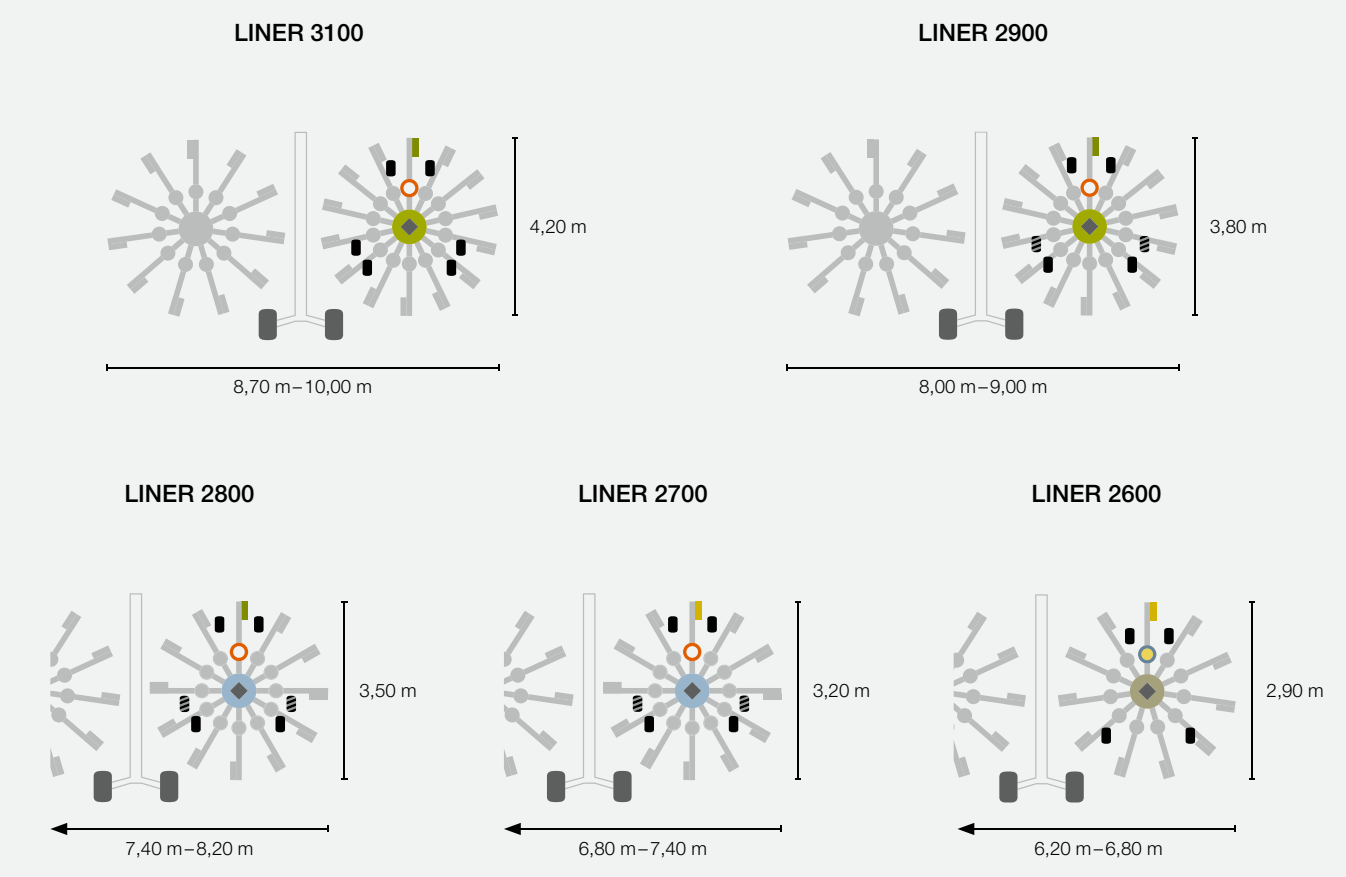 LINER 3100
LINER 2900
4,20 m
3,80 m
8,70 m–10,00 m
8,00 m–9,00 m
LINER 2800
LINER 2700
LINER 2600
3,50 m
3,20 m
2,90 m
7,40 m–8,20 m
6,80 m–7,40 m
6,20 m–6,80 m